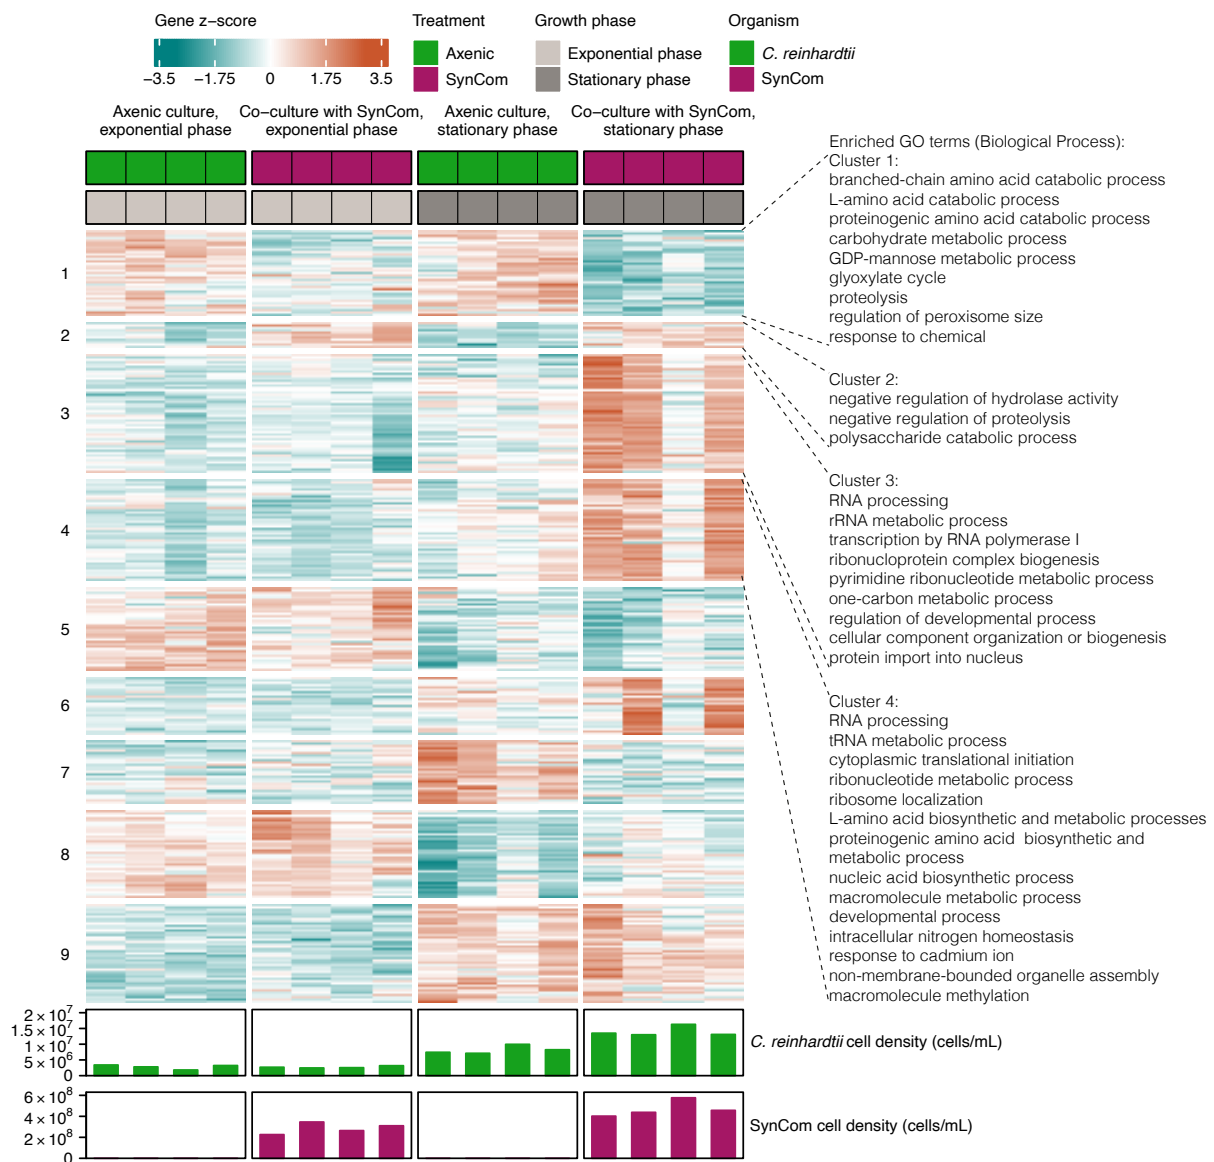 Gene z−score
−3.5 −1.75 0 1.75 3.5
Treatment
Axenic
SynCom
Growth phase
Exponential phase
Stationary phase
Organism
C. reinhardtii
SynCom
Axenic culture,
exponential phase
Co−culture with SynCom,
exponential phase
Axenic culture,
stationary phase
Co−culture with SynCom,
stationary phase
1
2
3
4
5
6
7
8
9
Enriched GO terms (Biological Process):
Cluster 1:
branched-chain amino acid catabolic process
L-amino acid catabolic process
proteinogenic amino acid catabolic process
carbohydrate metabolic process
GDP-mannose metabolic process
glyoxylate cycle
proteolysis
regulation of peroxisome size
response to chemical
Cluster 2:
negative regulation of hydrolase activity
negative regulation of proteolysis
polysaccharide catabolic process
Cluster 3:
RNA processing
rRNA metabolic process
transcription by RNA polymerase I
ribonucloprotein complex biogenesis
pyrimidine ribonucleotide metabolic process
one-carbon metabolic process
regulation of developmental process
cellular component organization or biogenesis
protein import into nucleus
Cluster 4:
RNA processing
tRNA metabolic process
cytoplasmic translational initiation
ribonucleotide metabolic process
ribosome localization
L-amino acid biosynthetic and metabolic processes
proteinogenic amino acid biosynthetic and
metabolic process
nucleic acid biosynthetic process
macromolecule metabolic process
developmental process
intracellular nitrogen homeostasis
response to cadmium ion
non-membrane-bounded organelle assembly
macromolecule methylation
2 × 10⁷
1.5 × 10⁷
10⁷
5 × 10⁶
0
C. reinhardtii cell density (cells/mL)
6 × 10⁸
4 × 10⁸
2 × 10⁸
0
SynCom cell density (cells/mL)